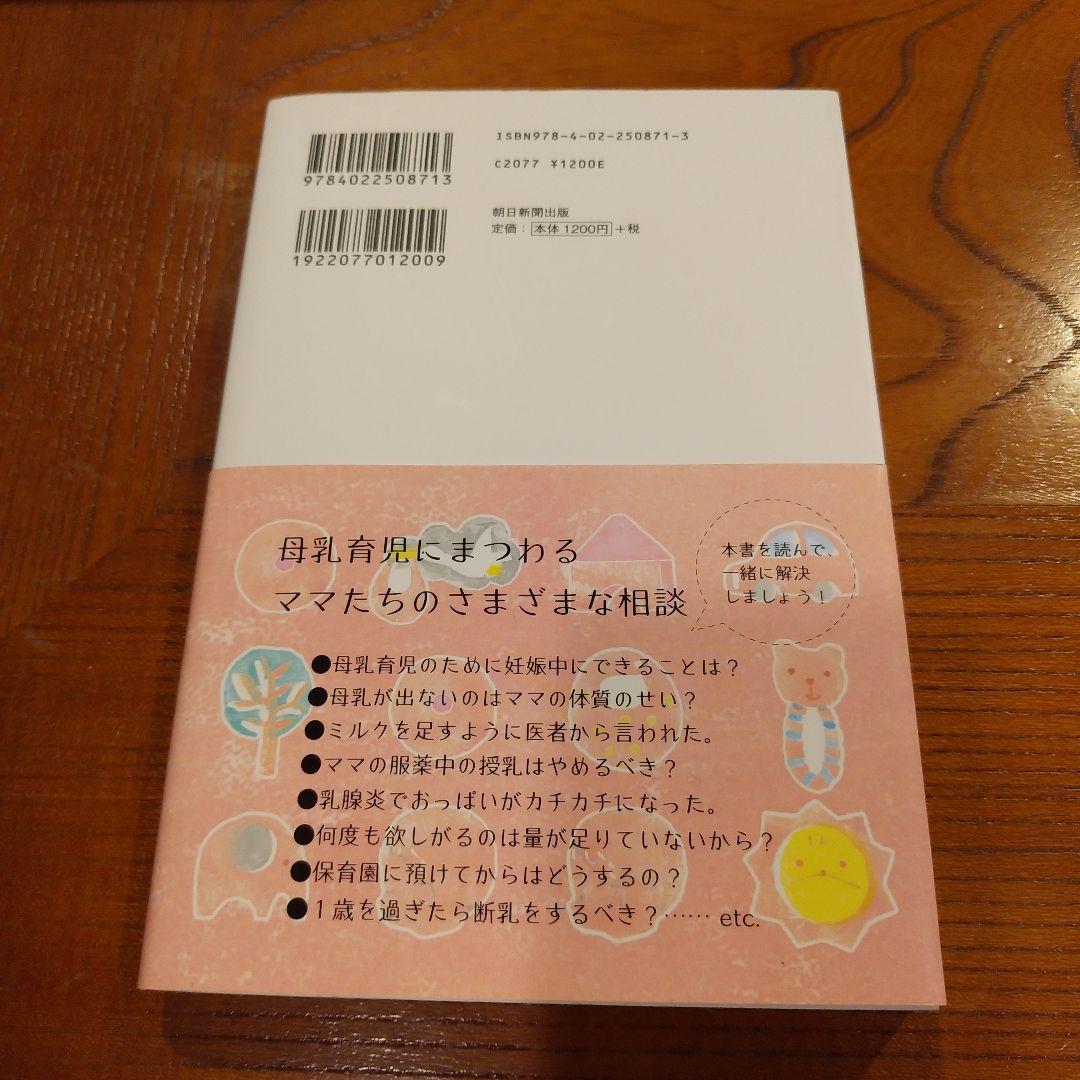 ISBN978-4-02-250871-3
9784022508713
C2077 ¥1200E
朝日新聞出版
定価：本体1200円+税
1922077012009
母乳育児にまつわる
ママたちのさまざまな相談
本書を読んで、
一緒に解決
しましょう！
●母乳育児のために妊娠中にできることは？
●母乳が出ないのはママの体質のせい？
●ミルクを足すように医者から言われた。
●ママの服薬中の授乳はやめるべき？
●乳腺炎でおっぱいがカチカチになった。
●何度も欲しがるのは量が足りていないから？
●保育園に預けてからはどうするの？
●１歳を過ぎたら断乳をするべき？…… etc.